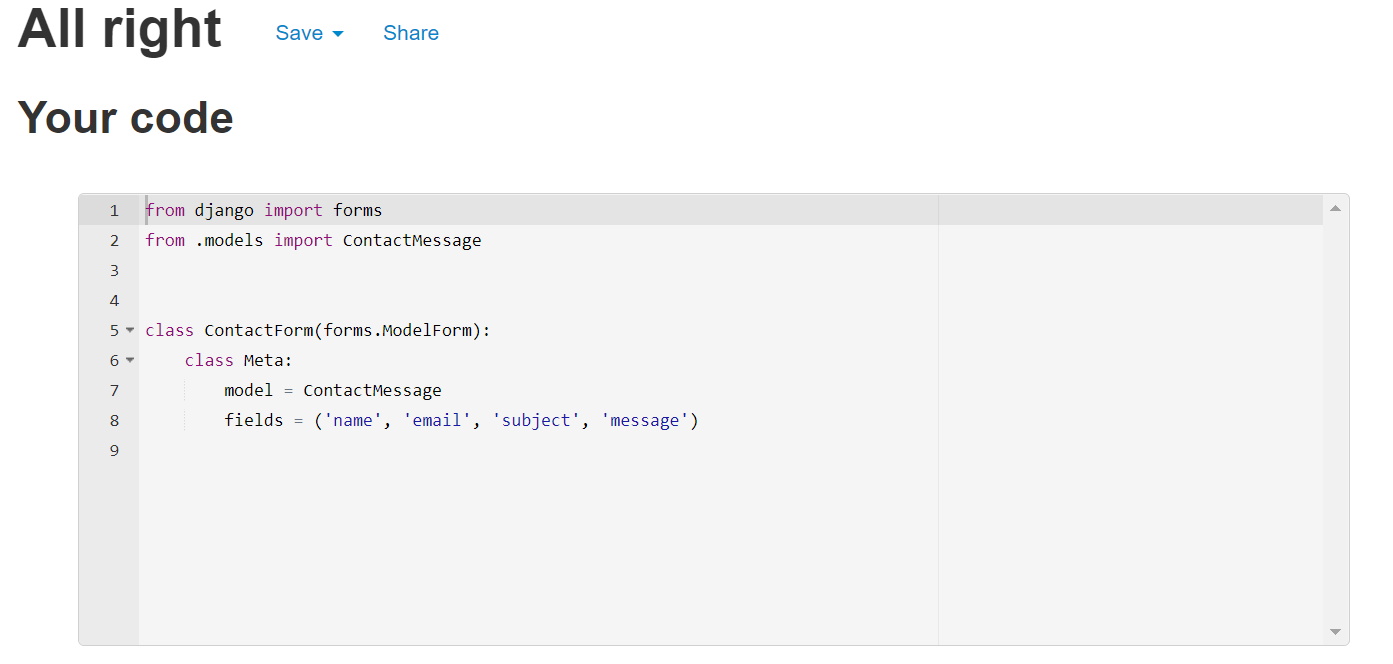 All right Save Share
Your code
1 from django import forms
2 from .models import ContactMessage
3
4
5 class ContactForm(forms.ModelForm):
6     class Meta:
7         model = ContactMessage
8         fields = ('name', 'email', 'subject', 'message')
9